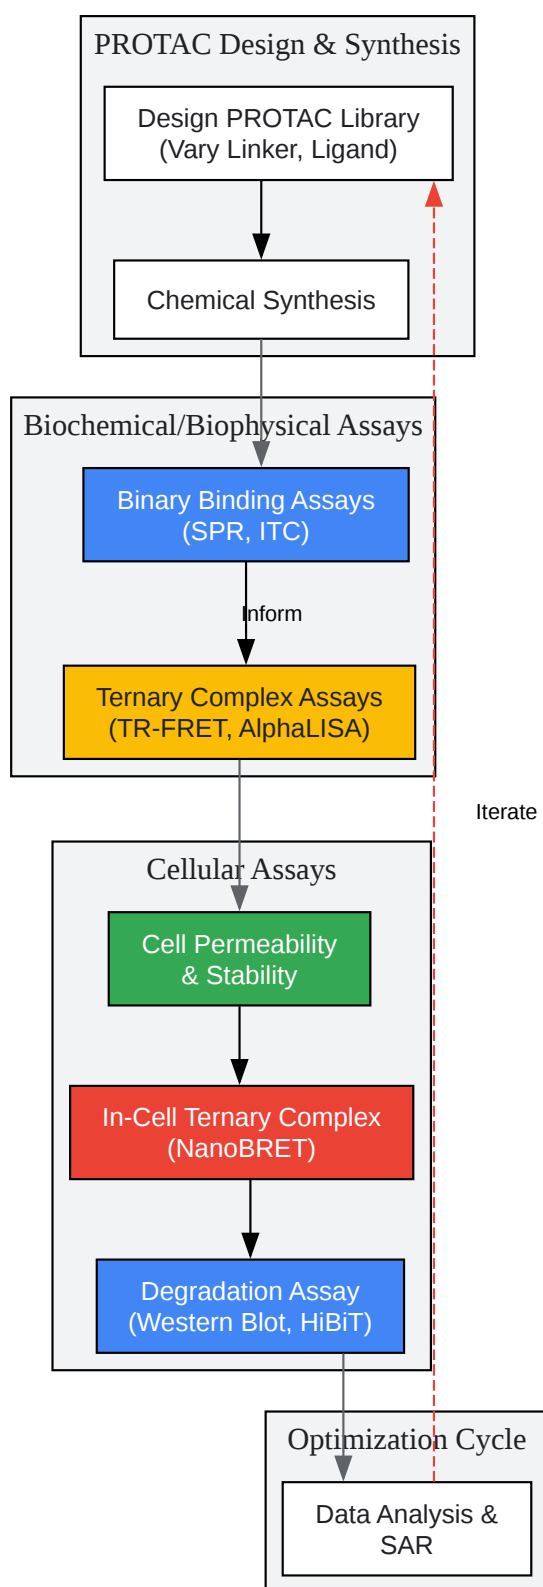 PROTAC Design & Synthesis
Design PROTAC Library
(Vary Linker, Ligand)
Chemical Synthesis
Biochemical/Biophysical Assays
Binary Binding Assays
(SPR, ITC)
Inform
Ternary Complex Assays
(TR-FRET, AlphaLISA)
Iterate
Cellular Assays
Cell Permeability
& Stability
In-Cell Ternary Complex
(NanoBRET)
Degradation Assay
(Western Blot, HiBiT)
Optimization Cycle
Data Analysis &
SAR